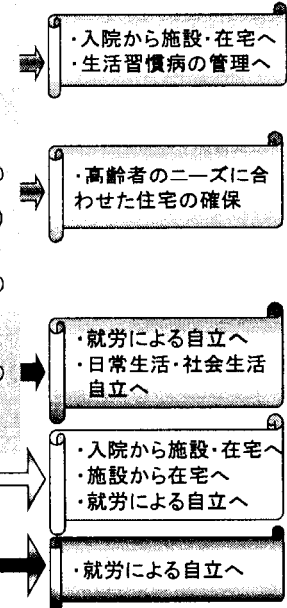 ・入院から施設・在宅へ
・生活習慣病の管理へ
・高齢者のニーズに合
わせた住宅の確保
・就労による自立へ
・日常生活・社会生活
自立へ
・入院から施設・在宅へ
・施設から在宅へ
・就労による自立へ
・就労による自立へ